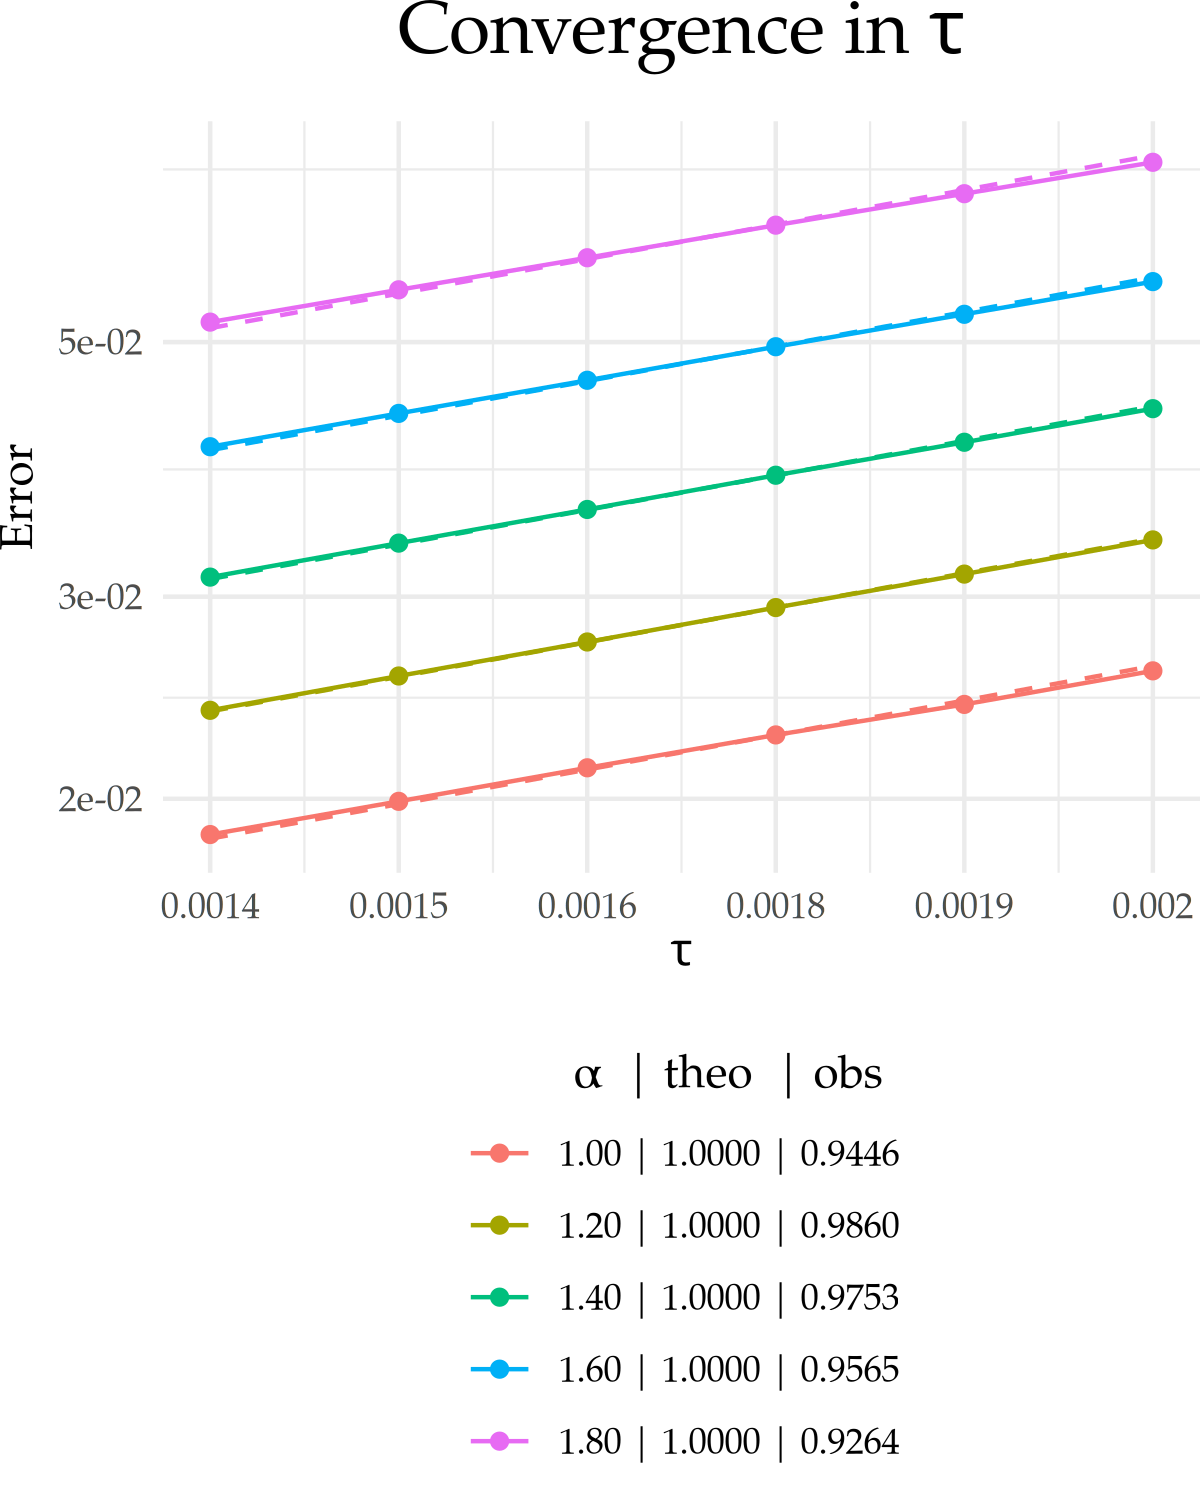 Convergence in τ
Error
5e-02
3e-02
2e-02
0.0014 0.0015 0.0016 0.0018 0.0019 0.002
τ
α | theo | obs
1.00 | 1.0000 | 0.9446
1.20 | 1.0000 | 0.9860
1.40 | 1.0000 | 0.9753
1.60 | 1.0000 | 0.9565
1.80 | 1.0000 | 0.9264